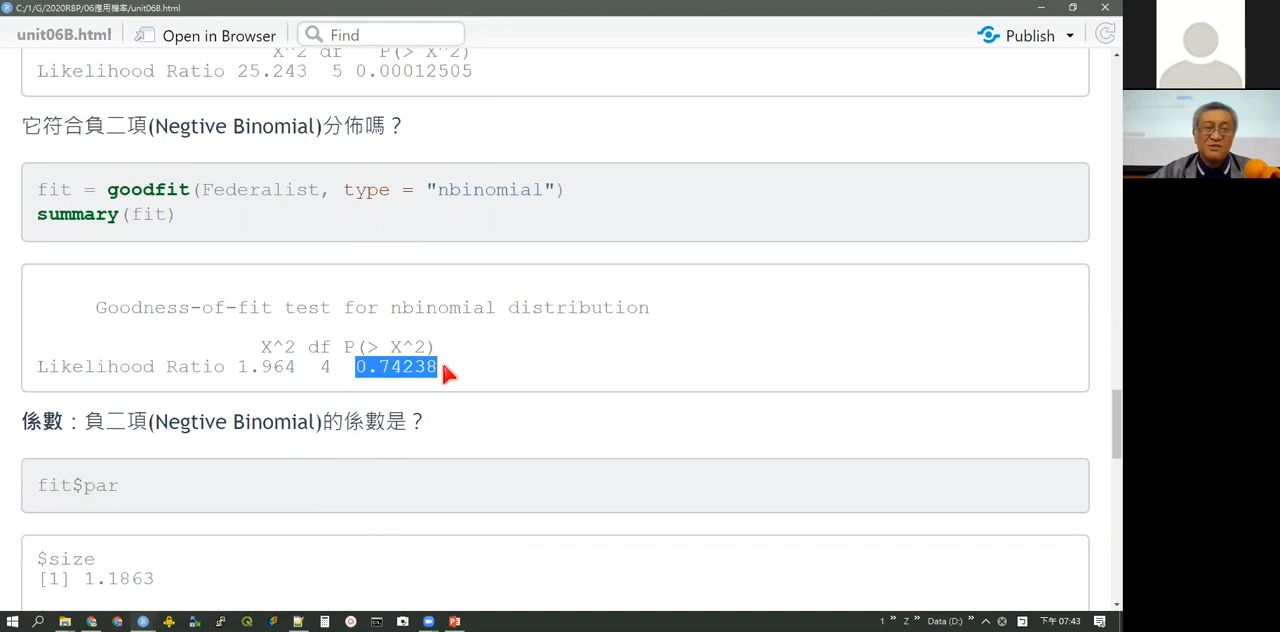 C:/1/G/2020RBP/06應用機率/unit06B.html
unit06B.html
Open in Browser
Find
Publish
X^2 df P(> X^2)
Likelihood Ratio 25.243 5 0.00012505
它符合負二項(Negtive Binomial)分佈嗎？
fit = goodfit(Federalist, type = "nbinomial")
summary(fit)
Goodness-of-fit test for nbinomial distribution
X^2 df P(> X^2)
Likelihood Ratio 1.964 4 0.74238
係數：負二項(Negtive Binomial)的係數是？
fit$par
$size
[1] 1.1863
1 » Z » Data (D:) » 下午 07:43